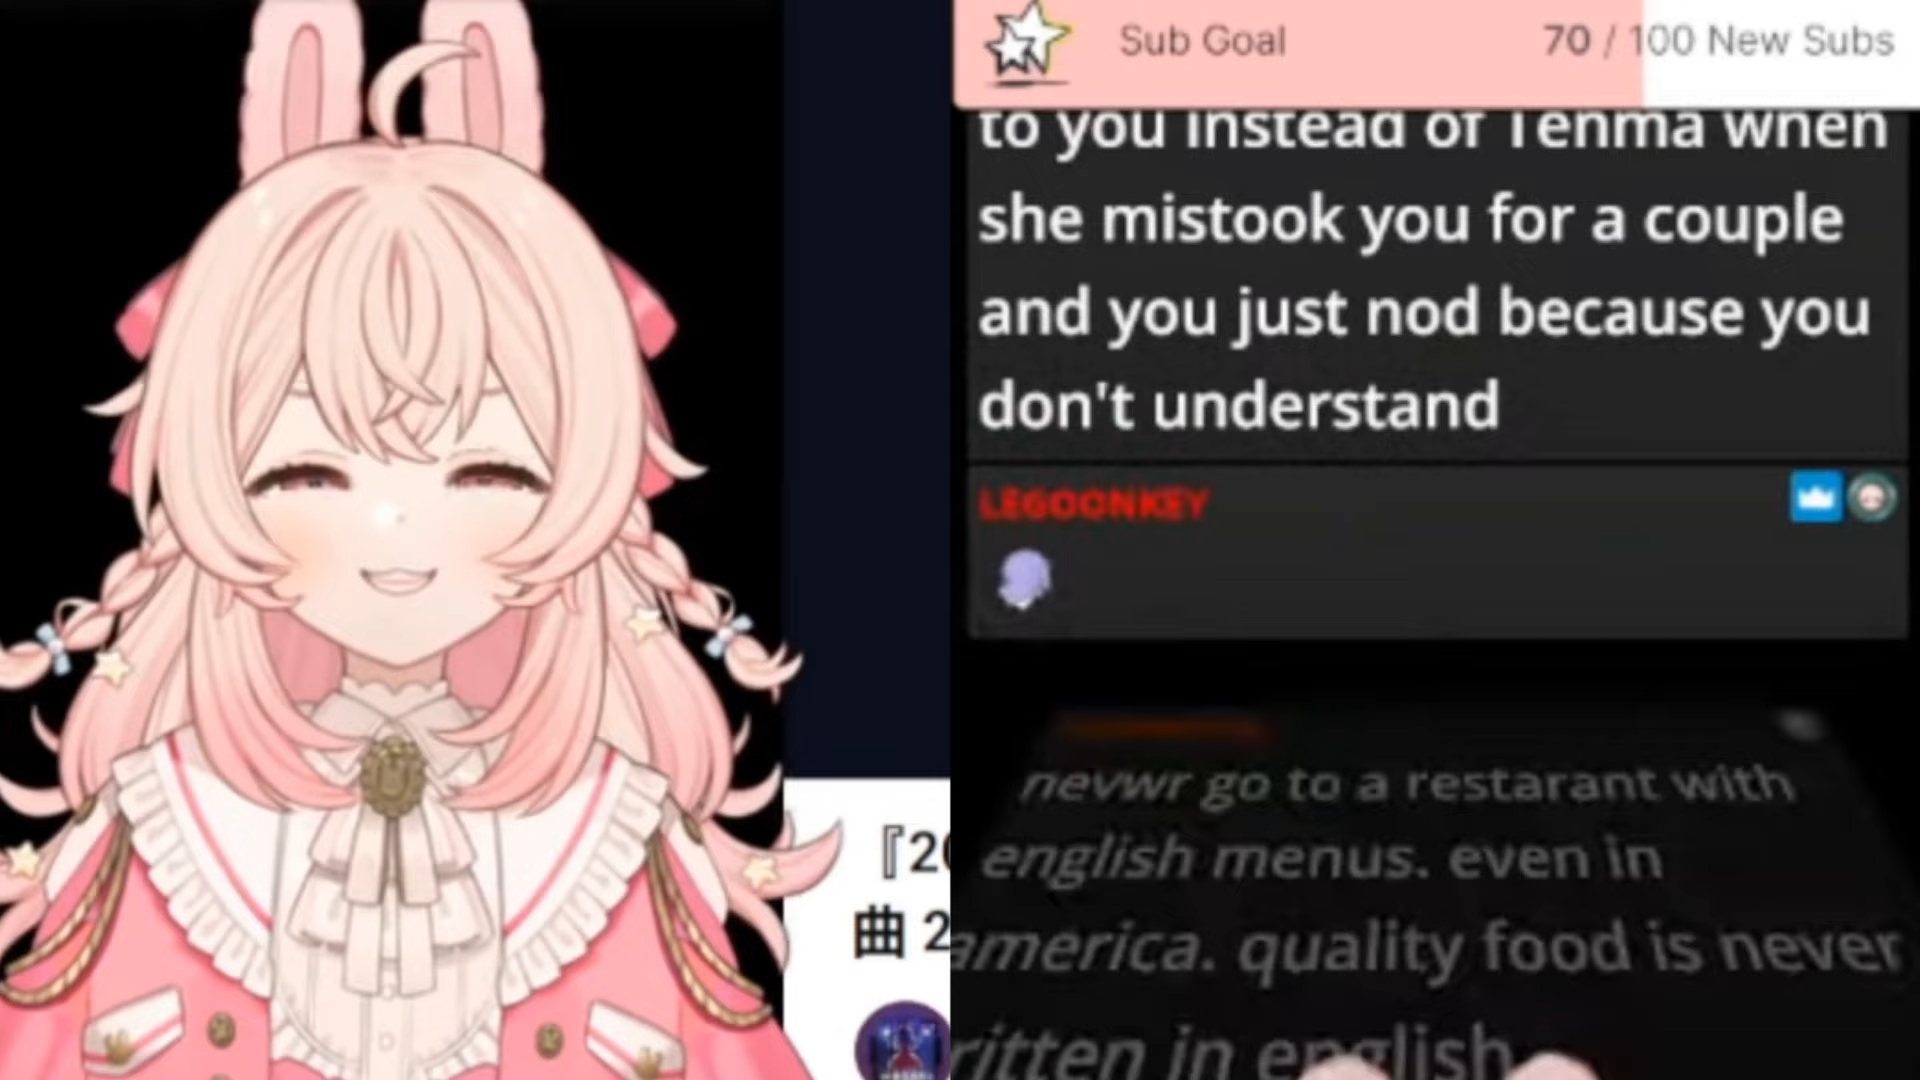 Sub Goal 70 / 100 New Subs
to you instead of Tenma when
she mistook you for a couple
and you just nod because you
don't understand
LEGOONKEY
nevwr go to a restarant with
english menus. even in
america. quality food is never
ritten in english
『20
曲 2